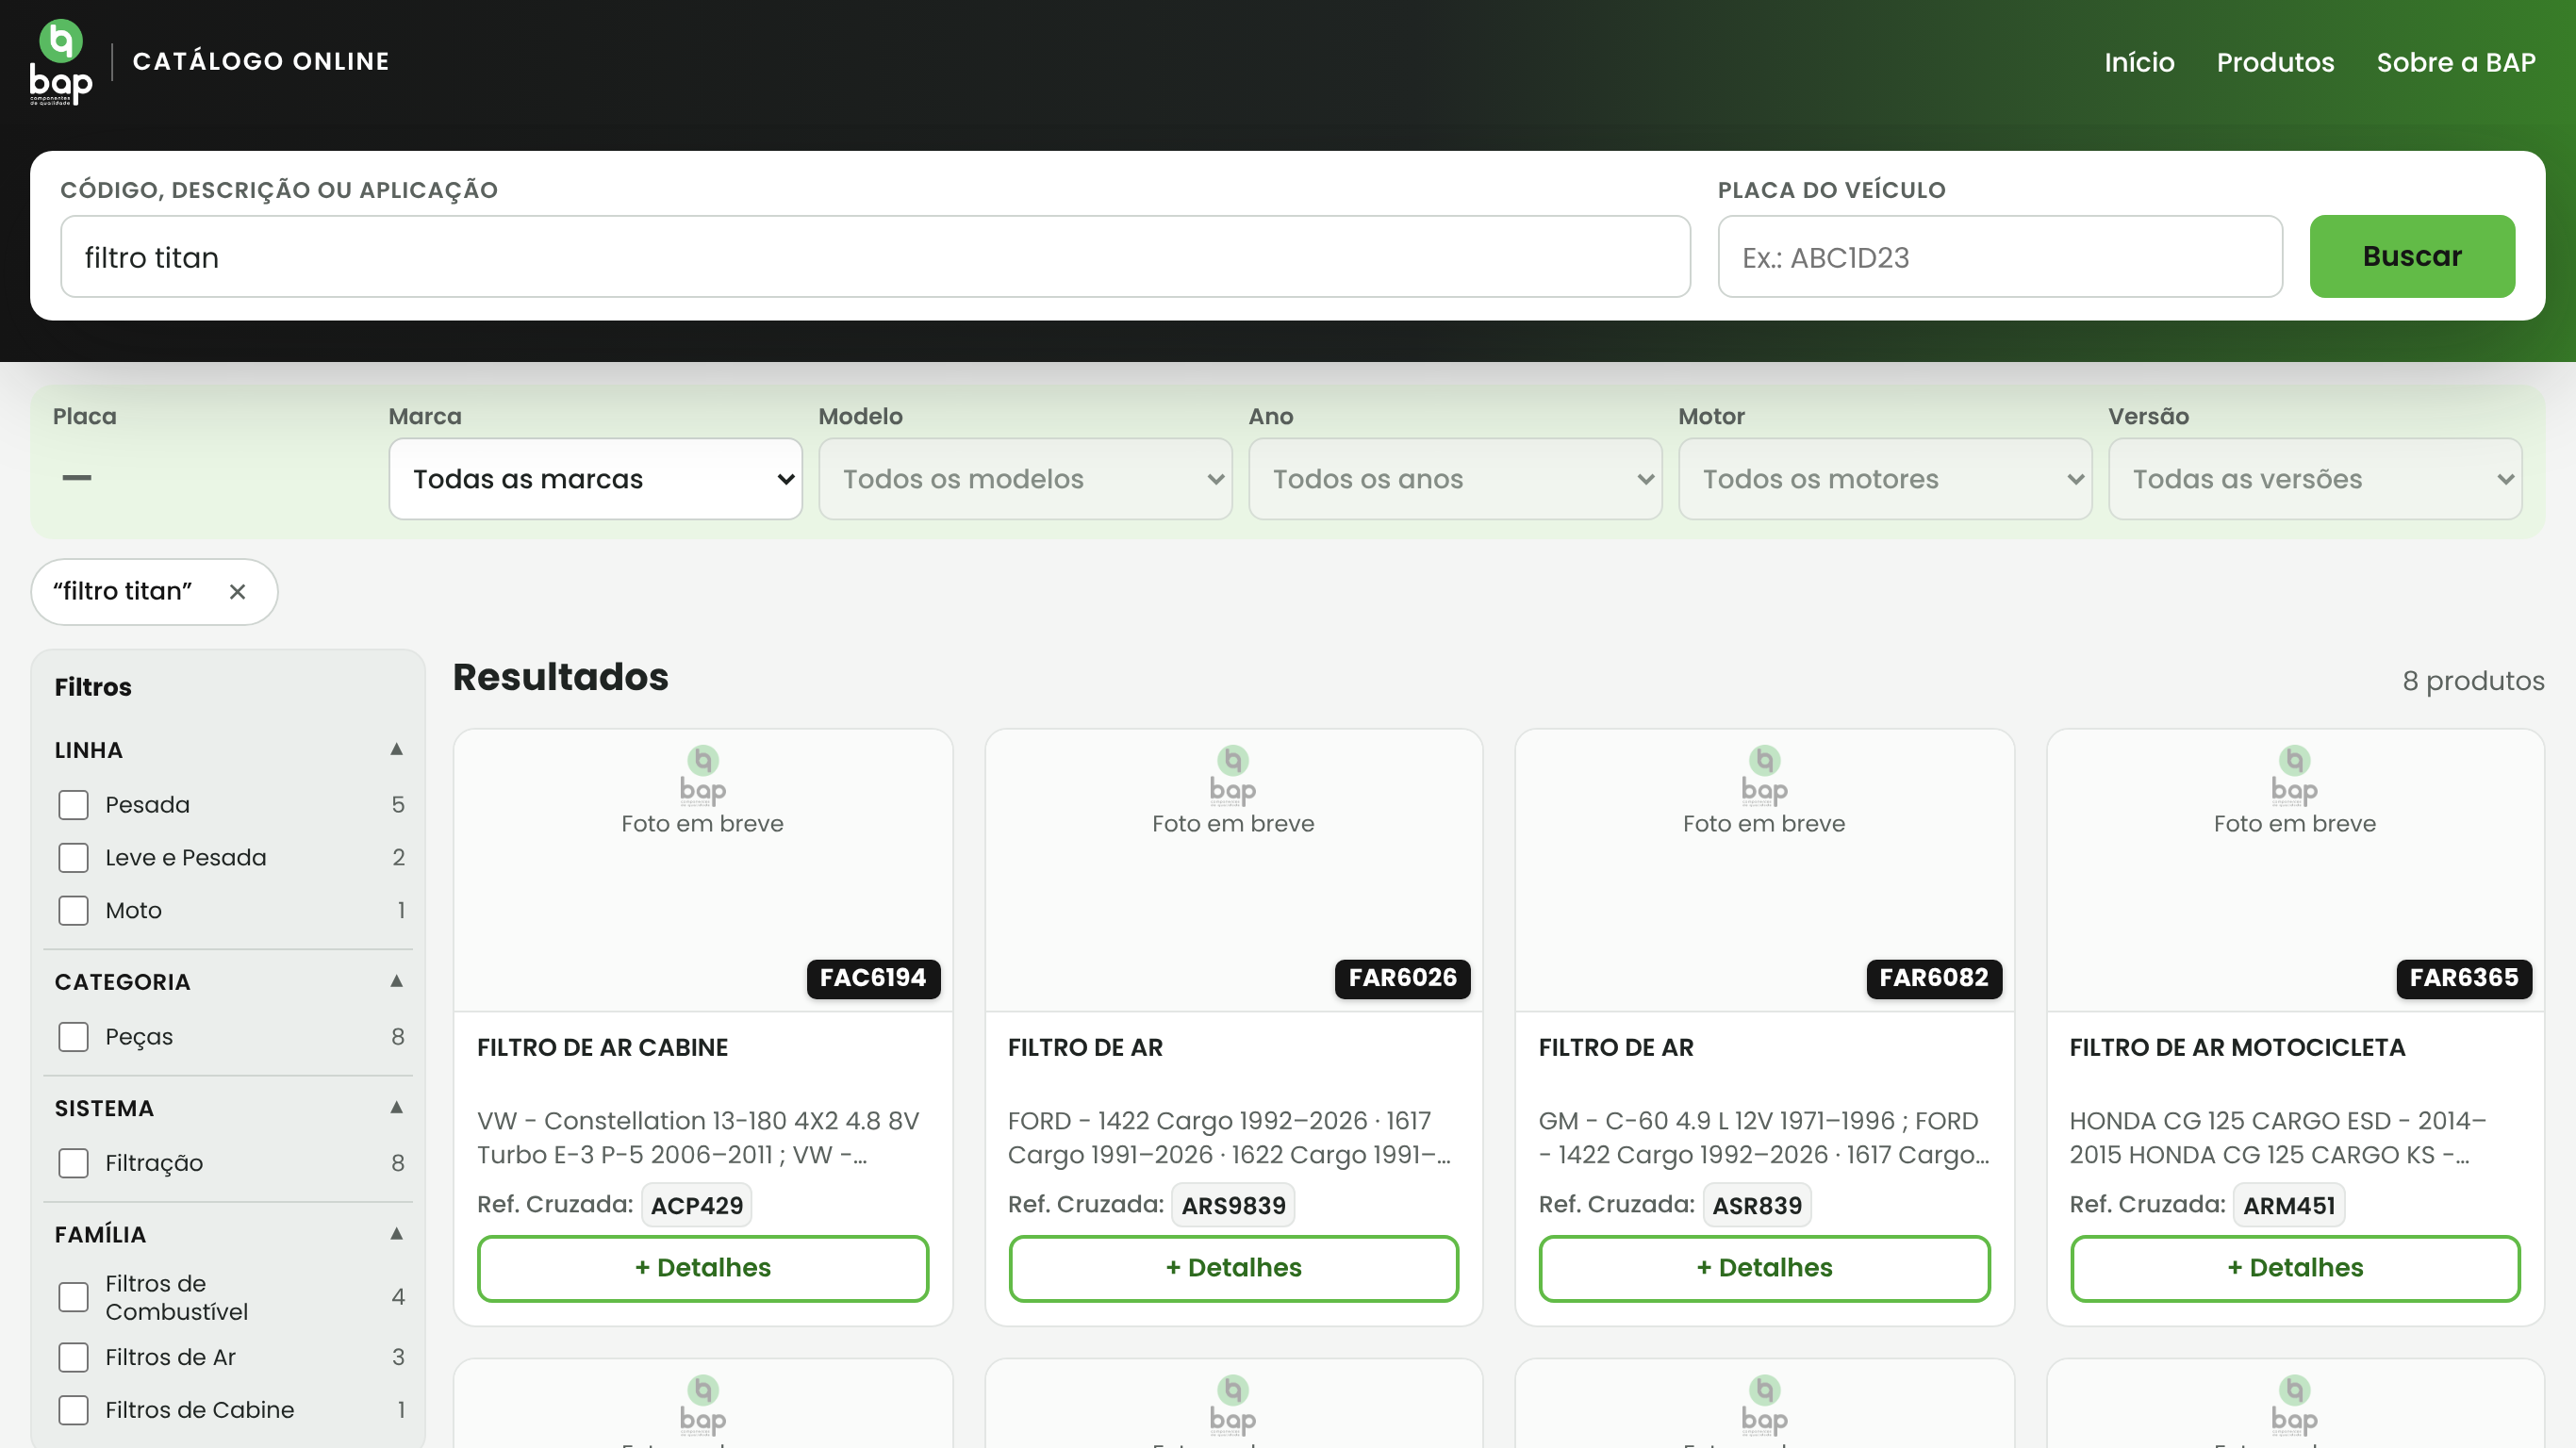 bap
componentes
de qualidade
CATÁLOGO ONLINE
Início
Produtos
Sobre a BAP
CÓDIGO, DESCRIÇÃO OU APLICAÇÃO
PLACA DO VEÍCULO
filtro titan
Ex.: ABC1D23
Buscar
Placa
Marca
Modelo
Ano
Motor
Versão
—
Todas as marcas
Todos os modelos
Todos os anos
Todos os motores
Todas as versões
“filtro titan” ✕
Filtros
LINHA ▲
Pesada 5
Leve e Pesada 2
Moto 1
CATEGORIA ▲
Peças 8
SISTEMA ▲
Filtração 8
FAMÍLIA ▲
Filtros de
Combustível 4
Filtros de Ar 3
Filtros de Cabine 1
Resultados
8 produtos
bap
Foto em breve
FAC6194
FILTRO DE AR CABINE
VW - Constellation 13-180 4X2 4.8 8V
Turbo E-3 P-5 2006–2011 ; VW -…
Ref. Cruzada: ACP429
+ Detalhes
bap
Foto em breve
FAR6026
FILTRO DE AR
FORD - 1422 Cargo 1992–2026 · 1617
Cargo 1991–2026 · 1622 Cargo 1991–…
Ref. Cruzada: ARS9839
+ Detalhes
bap
Foto em breve
FAR6082
FILTRO DE AR
GM - C-60 4.9 L 12V 1971–1996 ; FORD
- 1422 Cargo 1992–2026 · 1617 Cargo…
Ref. Cruzada: ASR839
+ Detalhes
bap
Foto em breve
FAR6365
FILTRO DE AR MOTOCICLETA
HONDA CG 125 CARGO ESD - 2014–
2015 HONDA CG 125 CARGO KS -…
Ref. Cruzada: ARM451
+ Detalhes
bap
bap
bap
bap